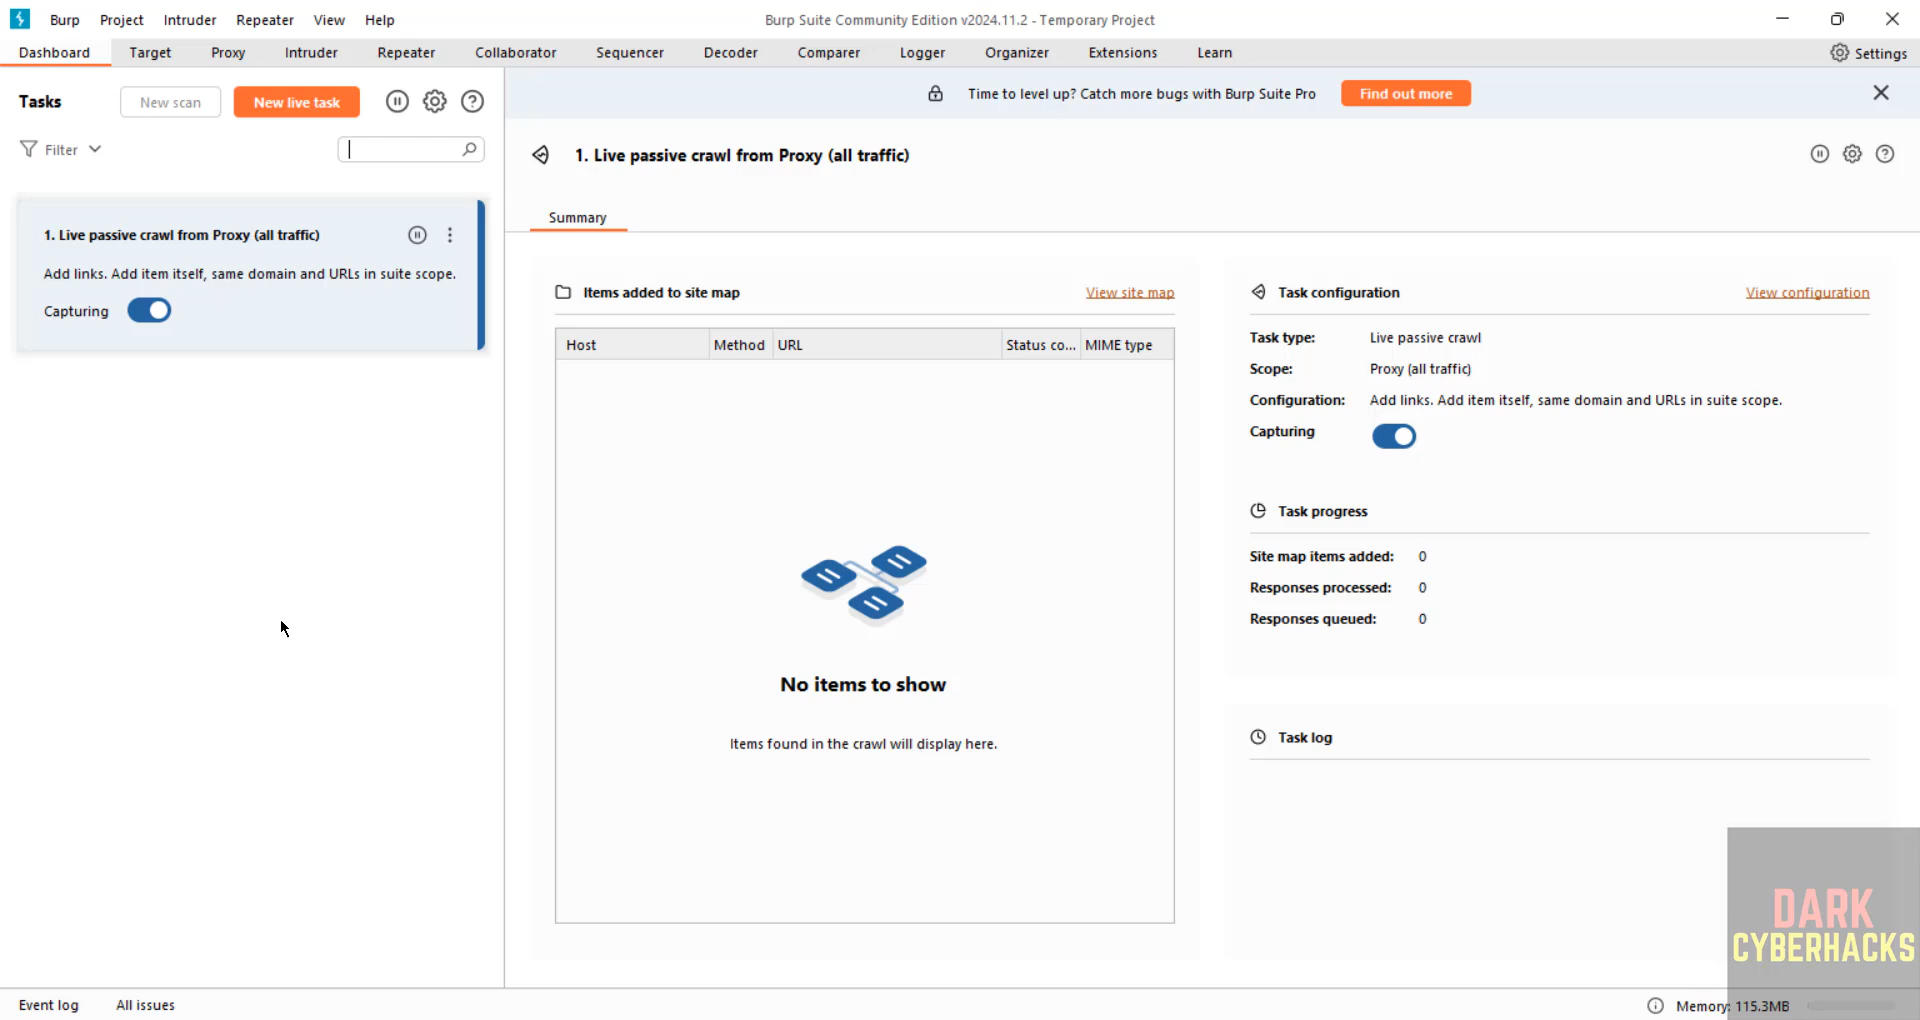 Burp Project Intruder Repeater View Help
Burp Suite Community Edition v2024.11.2 - Temporary Project
Dashboard Target Proxy Intruder Repeater Collaborator Sequencer Decoder Comparer Logger Organizer Extensions Learn
Settings
Tasks
New scan
New live task
Filter
1. Live passive crawl from Proxy (all traffic)
Add links. Add item itself, same domain and URLs in suite scope.
Capturing
Time to level up? Catch more bugs with Burp Suite Pro
Find out more
1. Live passive crawl from Proxy (all traffic)
Summary
Items added to site map
View site map
Host Method URL Status co... MIME type
No items to show
Items found in the crawl will display here.
Task configuration
View configuration
Task type: Live passive crawl
Scope: Proxy (all traffic)
Configuration: Add links. Add item itself, same domain and URLs in suite scope.
Capturing
Task progress
Site map items added: 0
Responses processed: 0
Responses queued: 0
Task log
DARK
CYBERHACKS
Event log All issues
Memory: 115.3MB